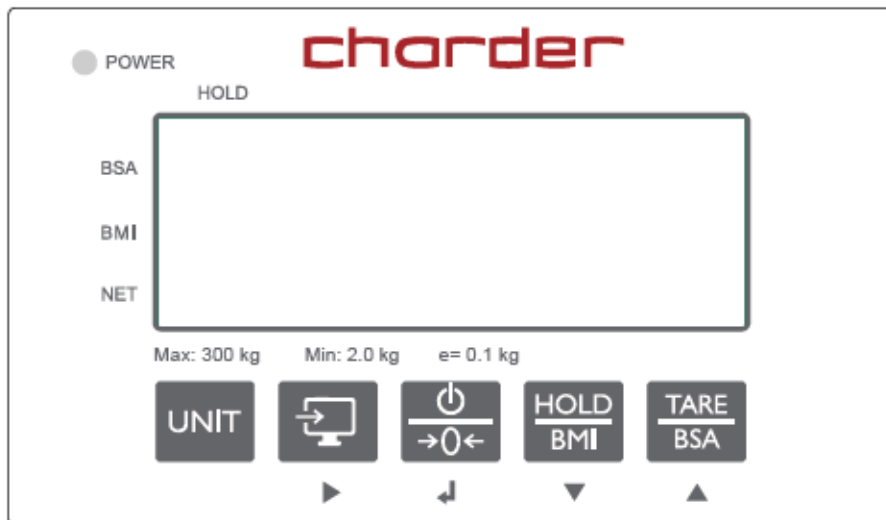 charder
POWER
HOLD
BSA
BMI
NET
Max: 300 kg Min: 2.0 kg e= 0.1 kg
UNIT
→0←
HOLD
BMI
TARE
BSA